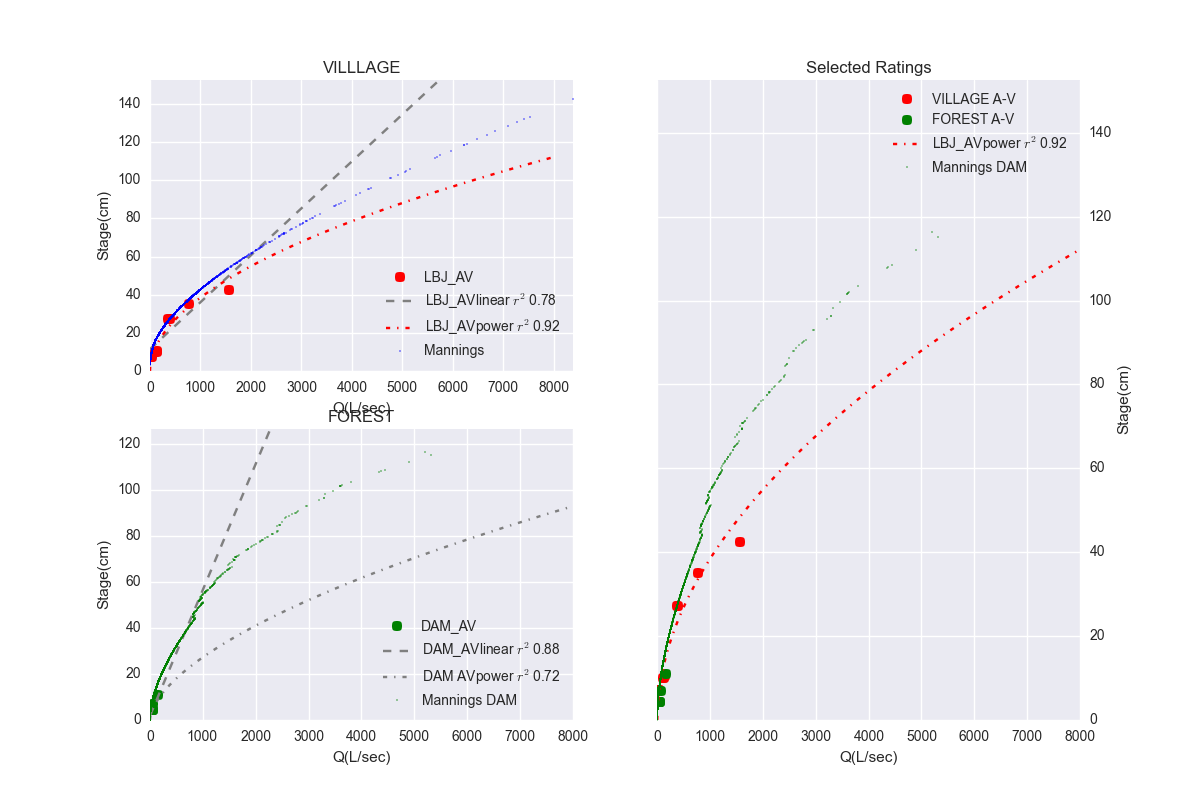 VILLLAGE
140
120
100
80
60
40
20
0
Stage(cm)
LBJ_AV
LBJ_AVlinear r² 0.78
LBJ_AVpower r² 0.92
Mannings
0 1000 2000 3000 4000 5000 6000 7000 8000
Q(L/sec)
FOREST
120
100
80
60
40
20
0
Stage(cm)
DAM_AV
DAM_AVlinear r² 0.88
DAM AVpower r² 0.72
Mannings DAM
0 1000 2000 3000 4000 5000 6000 7000 8000
Q(L/sec)
Selected Ratings
VILLAGE A-V
FOREST A-V
LBJ_AVpower r² 0.92
Mannings DAM
140
120
100
80
60
40
20
0
Stage(cm)
0 1000 2000 3000 4000 5000 6000 7000 8000
Q(L/sec)